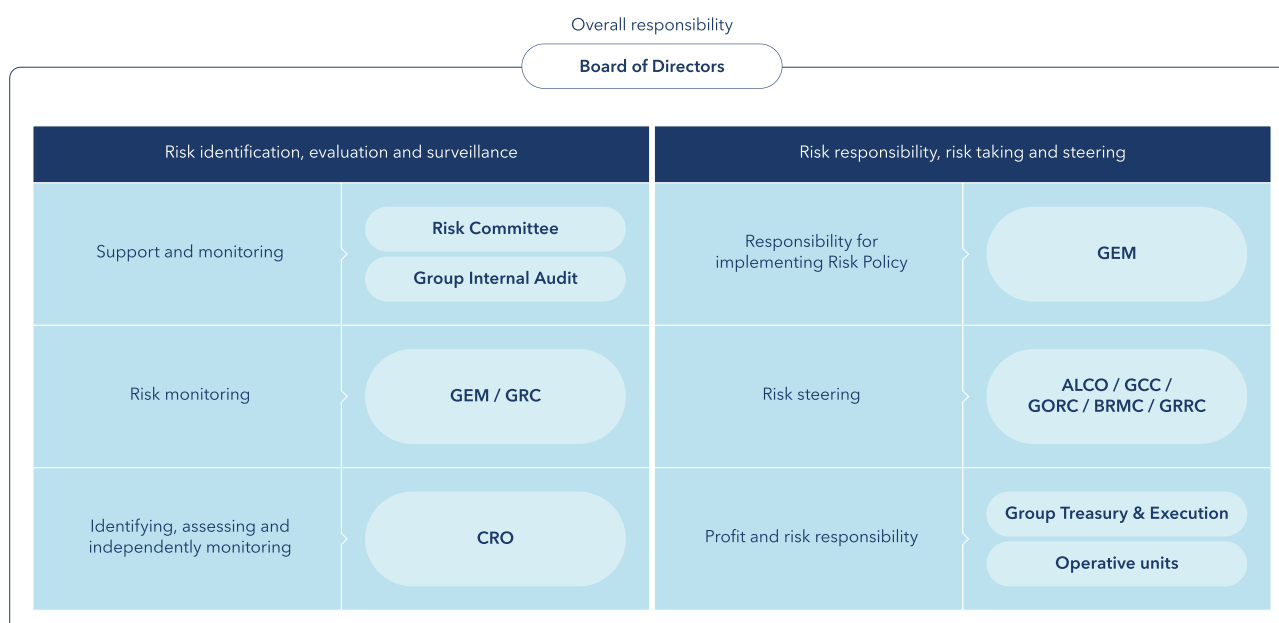 Overall responsibility
Board of Directors
Risk identification, evaluation and surveillance
Risk responsibility, risk taking and steering
Support and monitoring
Risk Committee
Group Internal Audit
Responsibility for
implementing Risk Policy
GEM
Risk monitoring
GEM / GRC
Risk steering
ALCO / GCC /
GORC / BRMC / GRRC
Identifying, assessing and
independently monitoring
CRO
Profit and risk responsibility
Group Treasury & Execution
Operative units